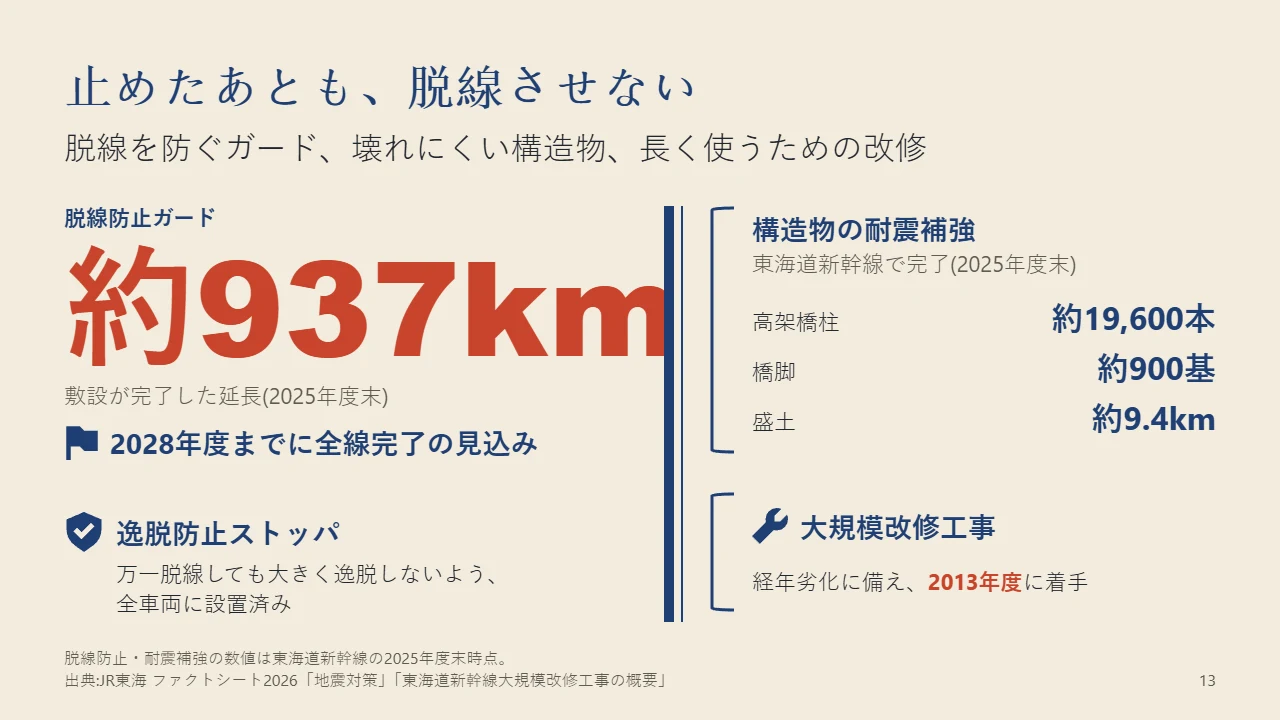 止めたあとも、脱線させない
脱線を防ぐガード、壊れにくい構造物、長く使うための改修
脱線防止ガード
約937km
敷設が完了した延長(2025年度末)
2028年度までに全線完了の見込み
逸脱防止ストッパ
万一脱線しても大きく逸脱しないよう、
全車両に設置済み
構造物の耐震補強
東海道新幹線で完了(2025年度末)
高架橋柱 約19,600本
橋脚 約900基
盛土 約9.4km
大規模改修工事
経年劣化に備え、2013年度に着手
脱線防止・耐震補強の数値は東海道新幹線の2025年度末時点。
出典:JR東海 ファクトシート2026「地震対策」「東海道新幹線大規模改修工事の概要」
13